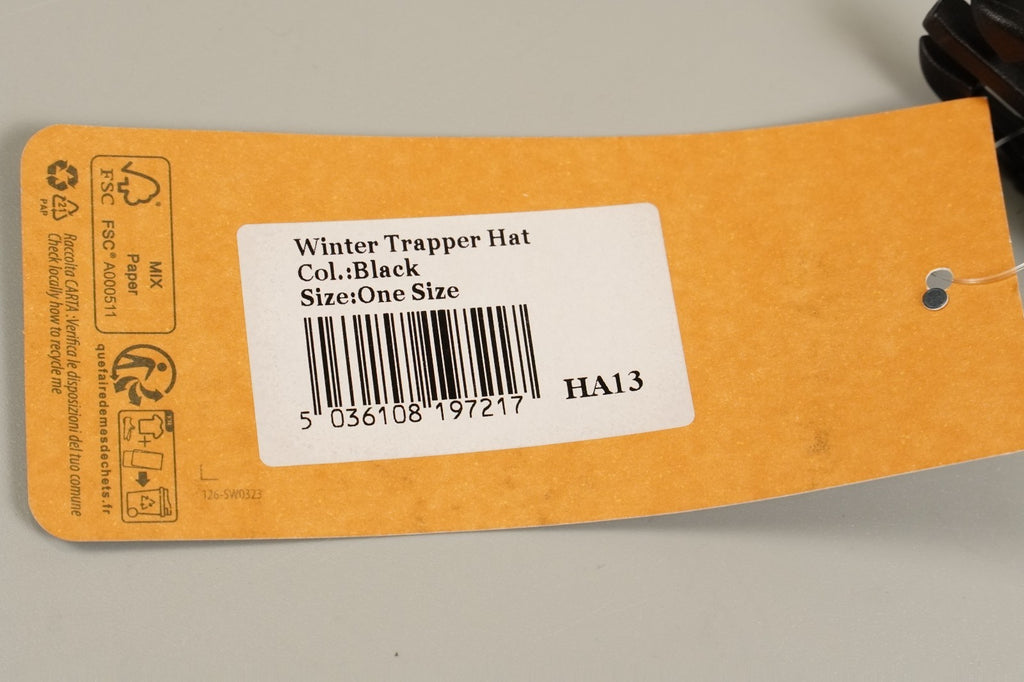 Winter Trapper Hat
Col.:Black
Size:One Size
5 036108 197217
HA13
FSC
FSC® A000511
MIX
Paper
21
PAP
Raccolta CARTA : Verifica le disposizioni del tuo comune
Check locally how to recycle me
quefairedemesdechets.fr
126-SW0323